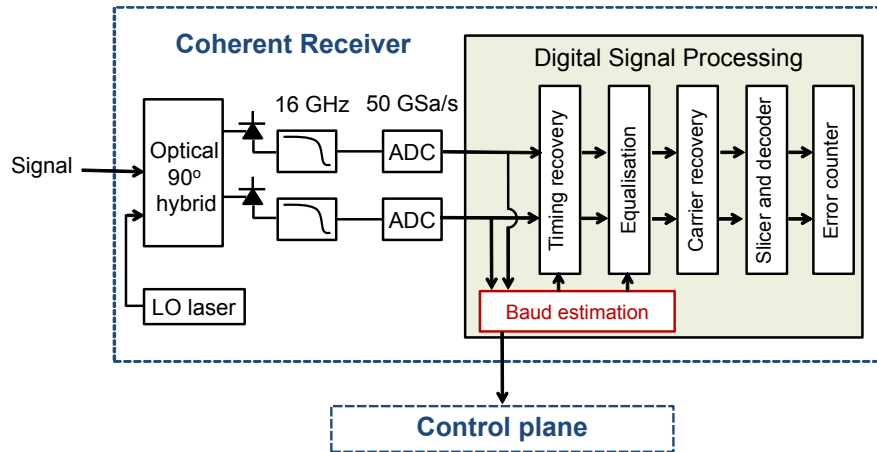 Coherent Receiver
Digital Signal Processing
16 GHz
50 GSa/s
Signal
Optical
90º
hybrid
ADC
ADC
LO laser
Timing recovery
Equalisation
Carrier recovery
Slicer and decoder
Error counter
Baud estimation
Control plane